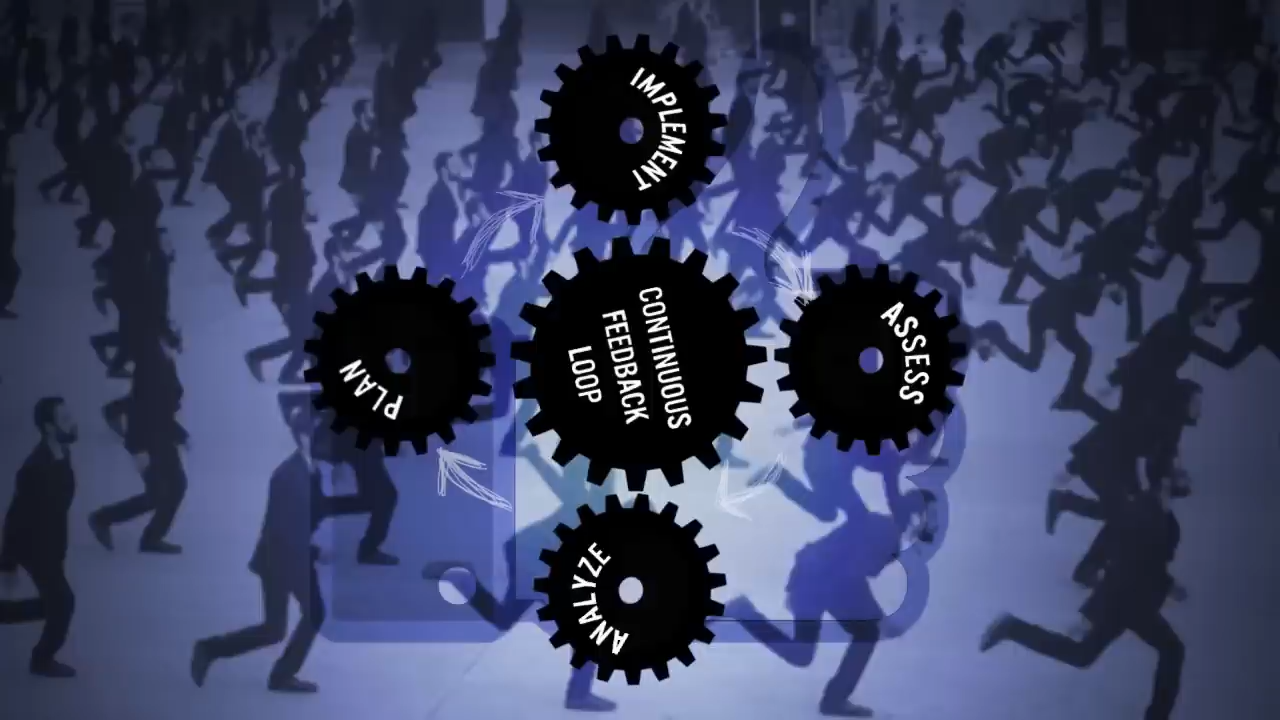 IMPLEMENT
CONTINUOUS
FEEDBACK
LOOP
PLAN
ASSESS
ANALYZE